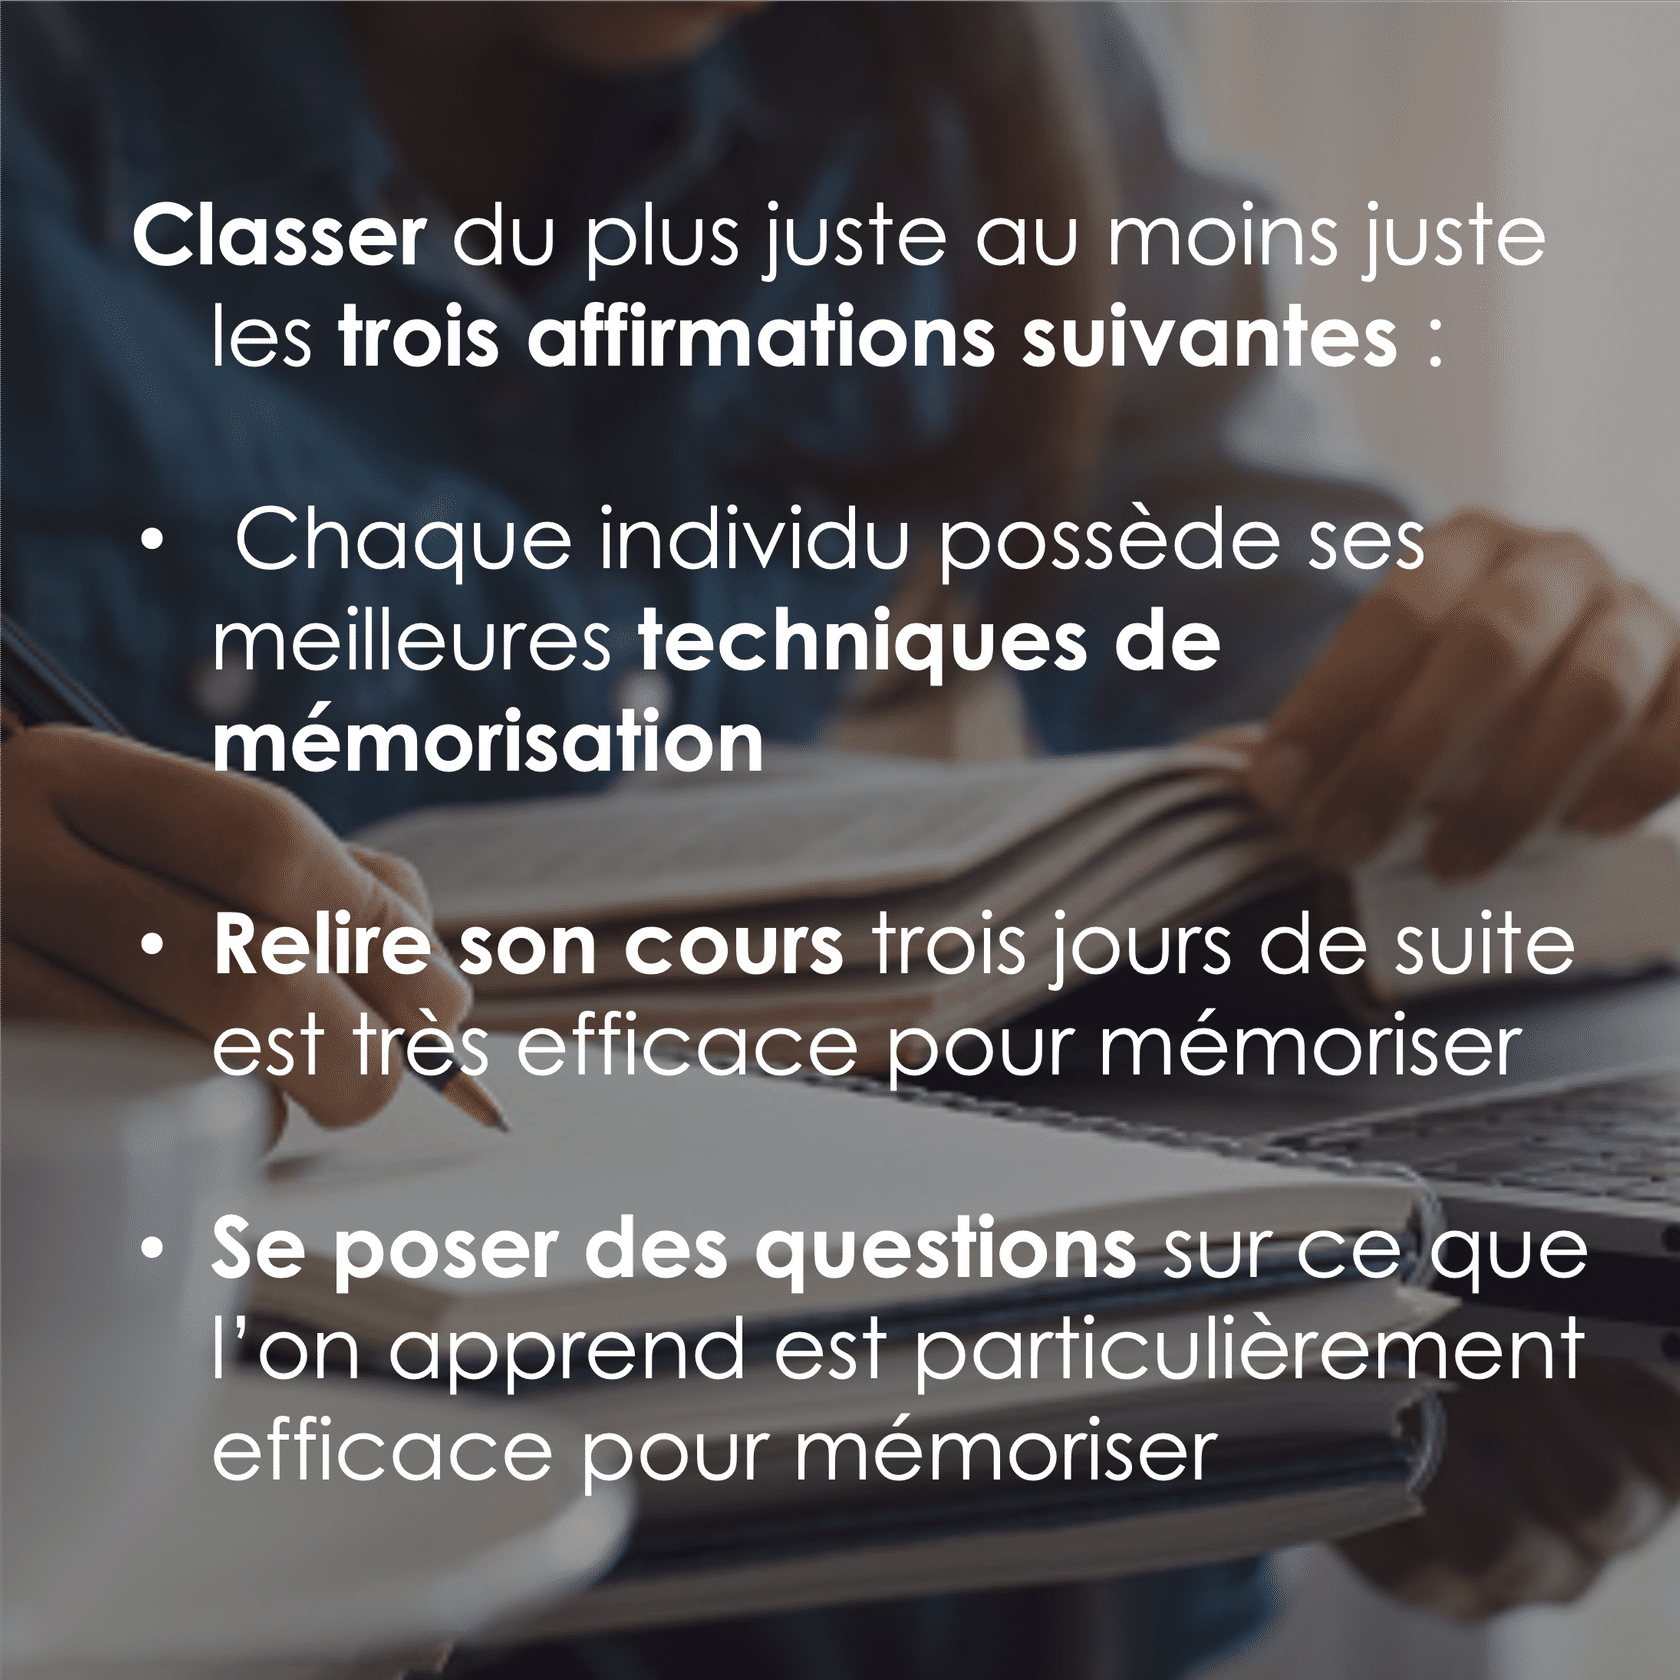 Classer du plus juste au moins juste
les trois affirmations suivantes :
• Chaque individu possède ses
meilleures techniques de
mémorisation
• Relire son cours trois jours de suite
est très efficace pour mémoriser
• Se poser des questions sur ce que
l’on apprend est particulièrement
efficace pour mémoriser